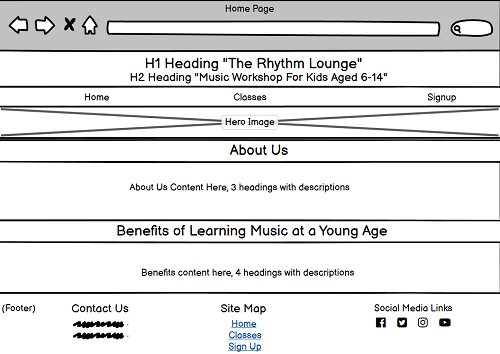 Home Page
H1 Heading "The Rhythm Lounge"
H2 Heading "Music Workshop For Kids Aged 6-14"
Home Classes Signup
Hero Image
About Us
About Us Content Here, 3 headings with descriptions
Benefits of Learning Music at a Young Age
Benefits content here, 4 headings with descriptions
(Footer) Contact Us Site Map Social Media Links
Home
Classes
Sign Up